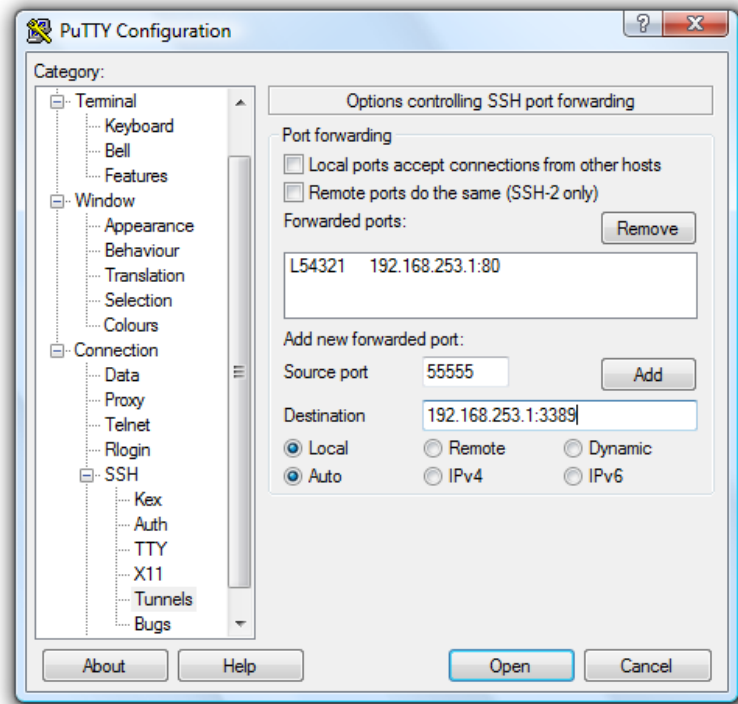 PuTTY Configuration
Category:
Terminal
Keyboard
Bell
Features
Window
Appearance
Behaviour
Translation
Selection
Colours
Connection
Data
Proxy
Telnet
Rlogin
SSH
Kex
Auth
TTY
X11
Tunnels
Bugs
Options controlling SSH port forwarding
Port forwarding
Local ports accept connections from other hosts
Remote ports do the same (SSH-2 only)
Forwarded ports: Remove
L54321 192.168.253.1:80
Add new forwarded port:
Source port 55555 Add
Destination 192.168.253.1:3389
Local Remote Dynamic
Auto IPv4 IPv6
About Help Open Cancel